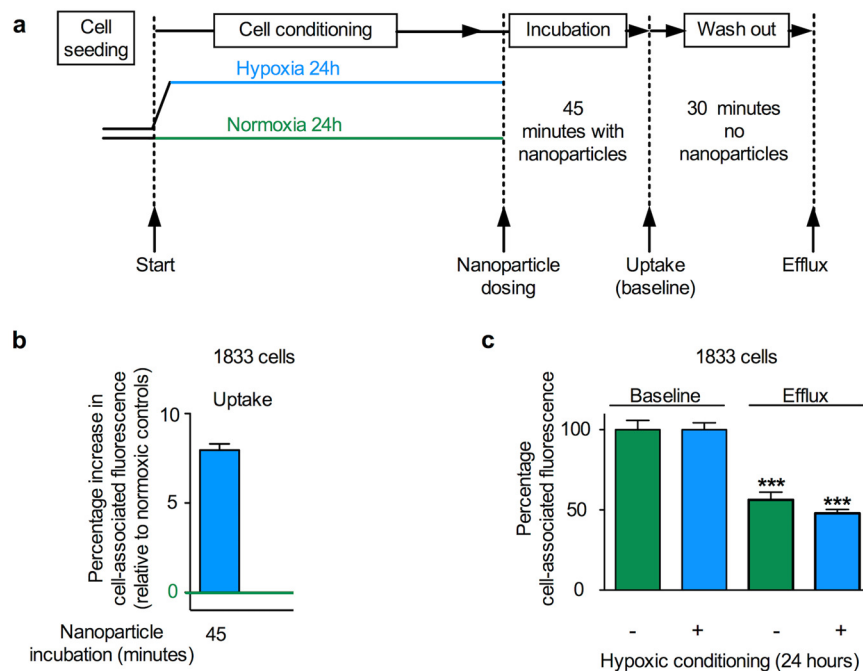 a
Cell
seeding
Cell conditioning
Incubation
Wash out
Hypoxia 24h
Normoxia 24h
45
minutes with
nanoparticles
30 minutes
no
nanoparticles
Start
Nanoparticle
dosing
Uptake
(baseline)
Efflux
b
1833 cells
Uptake
Percentage increase in
cell-associated fluorescence
(relative to normoxic controls)
10
5
0
Nanoparticle
incubation (minutes)
45
c
1833 cells
Baseline
Efflux
Percentage
cell-associated fluorescence
100
50
0
***
***
- + - +
Hypoxic conditioning (24 hours)